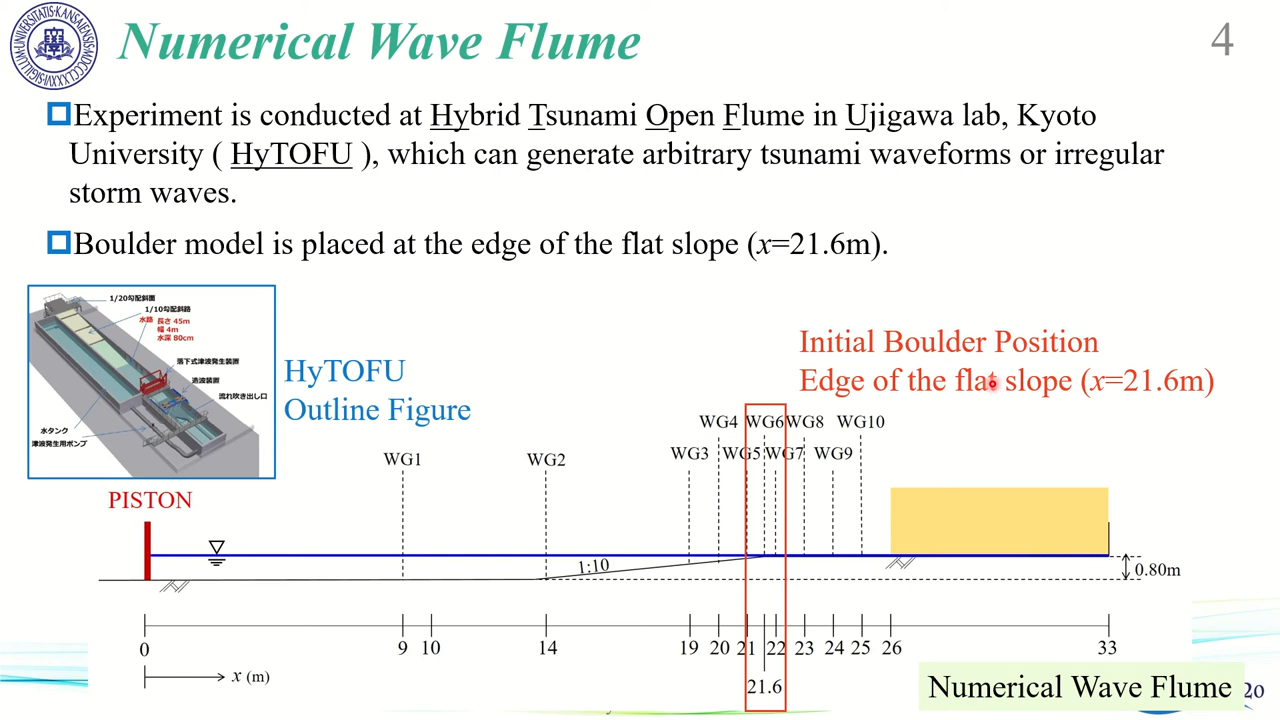 Numerical Wave Flume
4
Experiment is conducted at Hybrid Tsunami Open Flume in Ujigawa lab, Kyoto
University ( HyTOFU ), which can generate arbitrary tsunami waveforms or irregular
storm waves.
Boulder model is placed at the edge of the flat slope (x=21.6m).
1/20勾配斜面
1/10勾配斜路
水路 長さ 45m
幅 4m
水深 80cm
落下式津波発生装置
造波装置
流れ吹き出し口
水タンク
津波発生用ポンプ
HyTOFU
Outline Figure
Initial Boulder Position
Edge of the flat slope (x=21.6m)
WG4 WG6 WG8 WG10
WG3 WG5 WG7 WG9
WG1 WG2
PISTON
1:10
0.80m
0 9 10 14 19 20 21 22 23 24 25 26 33
x (m)
21.6
Numerical Wave Flume
20